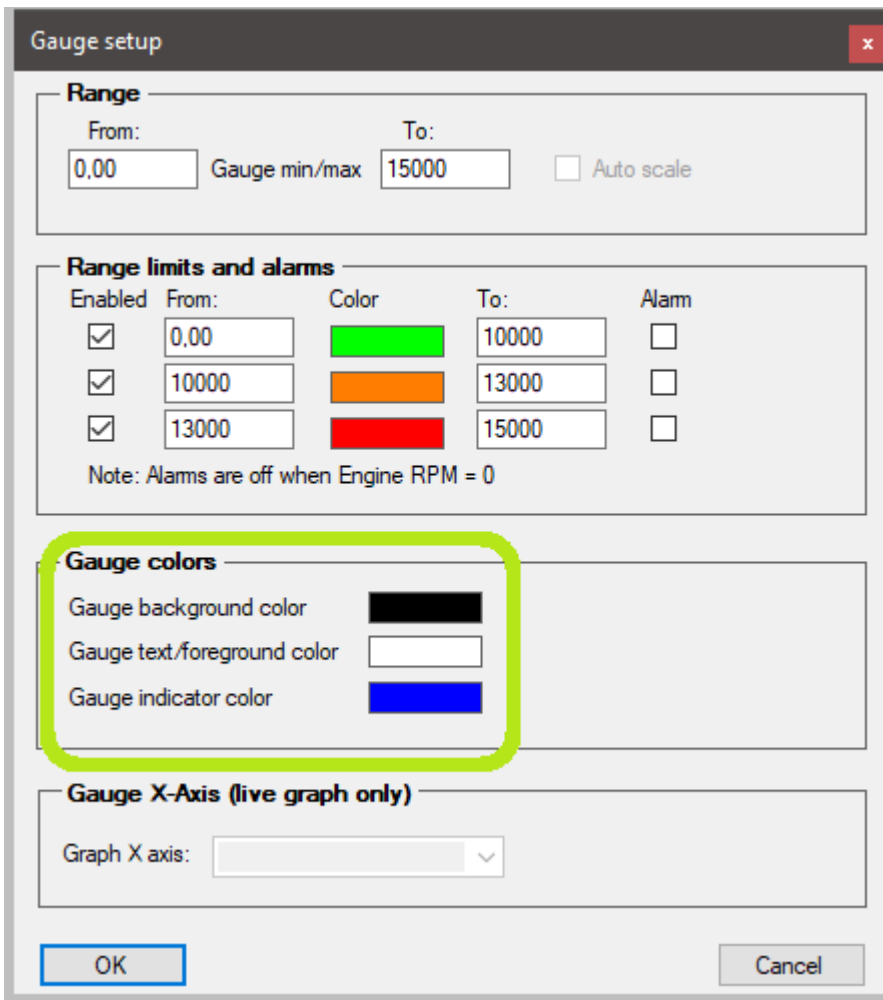 Gauge setup
x
Range
From: To:
0,00 Gauge min/max 15000 Auto scale
Range limits and alarms
Enabled From: Color To: Alarm
0,00 10000
10000 13000
13000 15000
Note: Alarms are off when Engine RPM = 0
Gauge colors
Gauge background color
Gauge text/foreground color
Gauge indicator color
Gauge X-Axis (live graph only)
Graph X axis:
OK Cancel